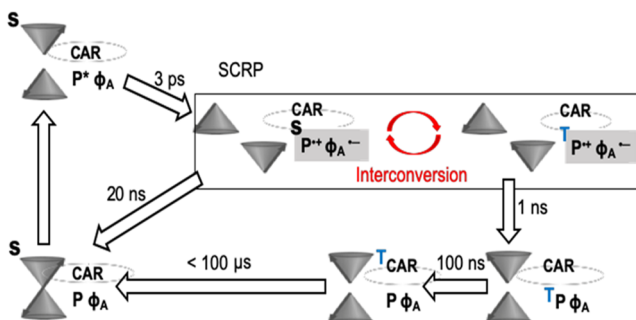 S
CAR
P* ϕA
3 ps
SCRP
CAR
S
P•+ ϕA•−
Interconversion
CAR
T
P•+ ϕA•−
20 ns
1 ns
S
CAR
P ϕA
< 100 µs
T
CAR
P ϕA
100 ns
CAR
T P ϕA